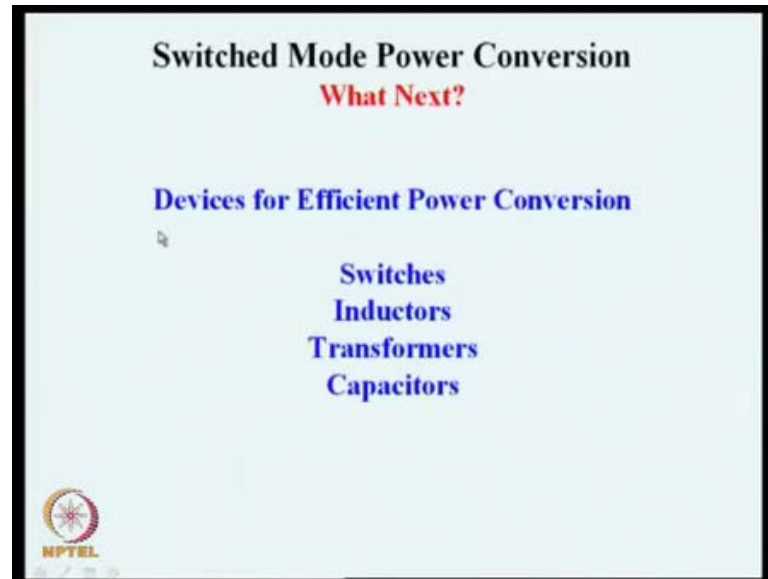 Switched Mode Power Conversion
What Next?
Devices for Efficient Power Conversion
Switches
Inductors
Transformers
Capacitors
NPTEL